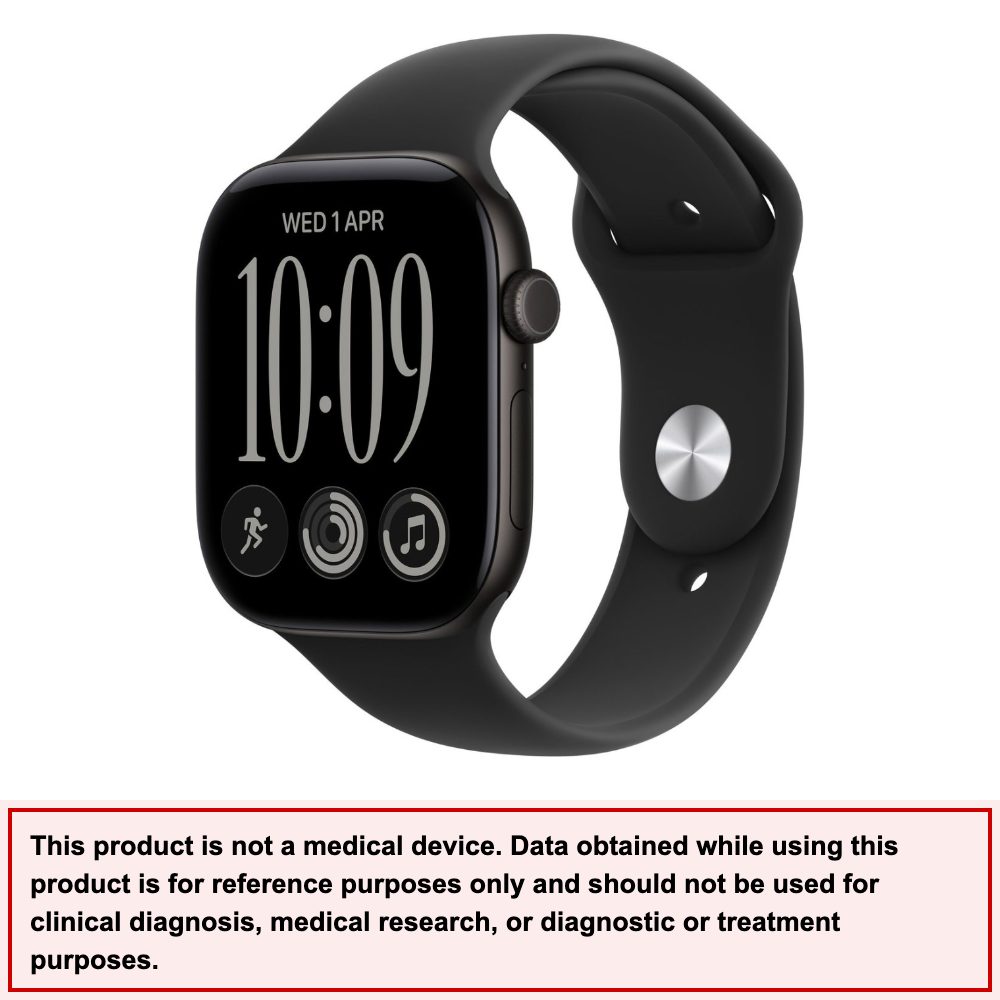 WED 1 APR
10:09
This product is not a medical device. Data obtained while using this
product is for reference purposes only and should not be used for
clinical diagnosis, medical research, or diagnostic or treatment
purposes.